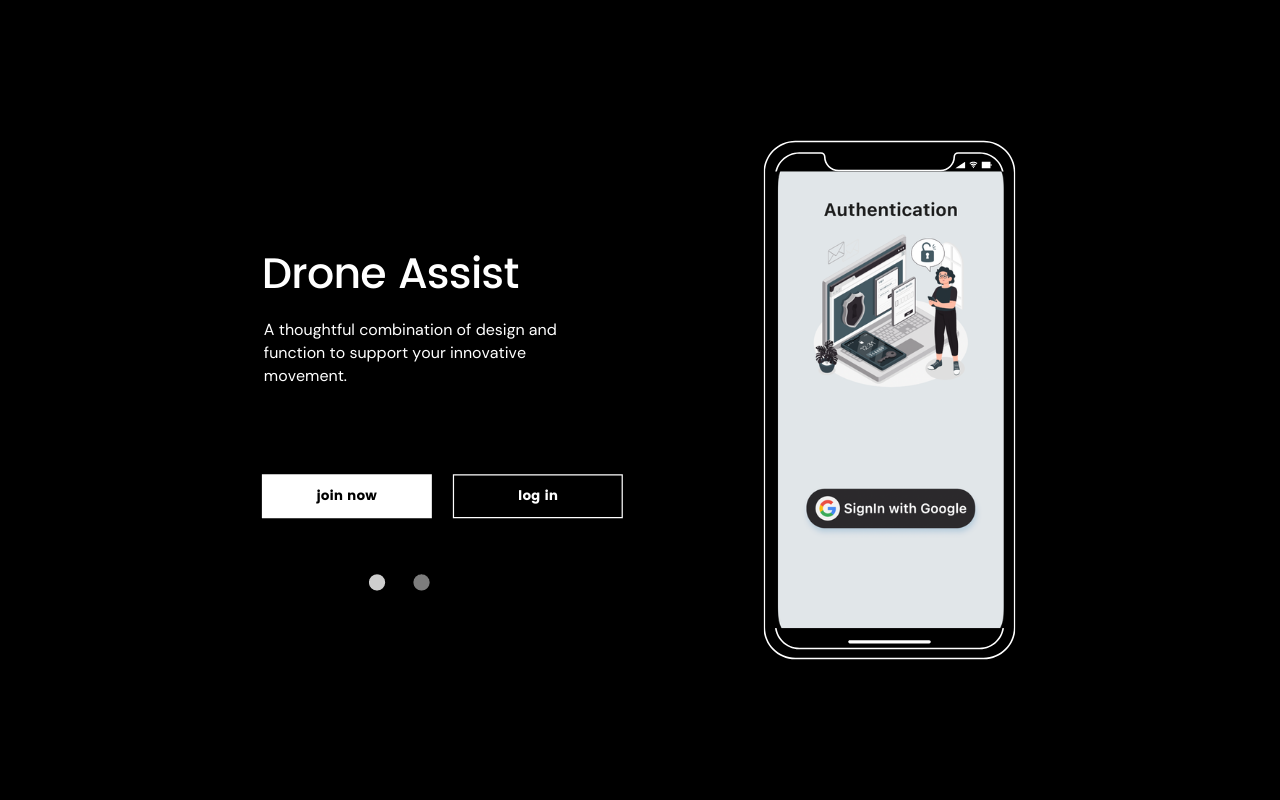 Drone Assist
A thoughtful combination of design and
function to support your innovative
movement.
join now
log in
Authentication
SignIn with Google